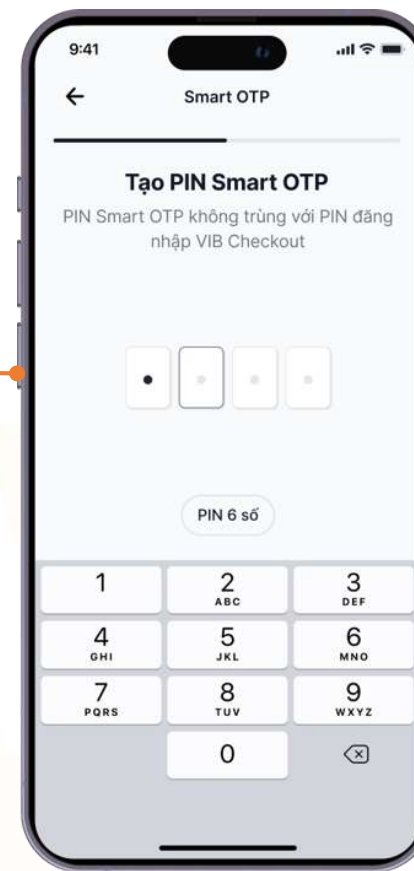 9:41
Smart OTP
Tạo PIN Smart OTP
PIN Smart OTP không trùng với PIN đăng
nhập VIB Checkout
PIN 6 số
1
2
ABC
3
DEF
4
GHI
5
JKL
6
MNO
7
PQRS
8
TUV
9
WXYZ
0